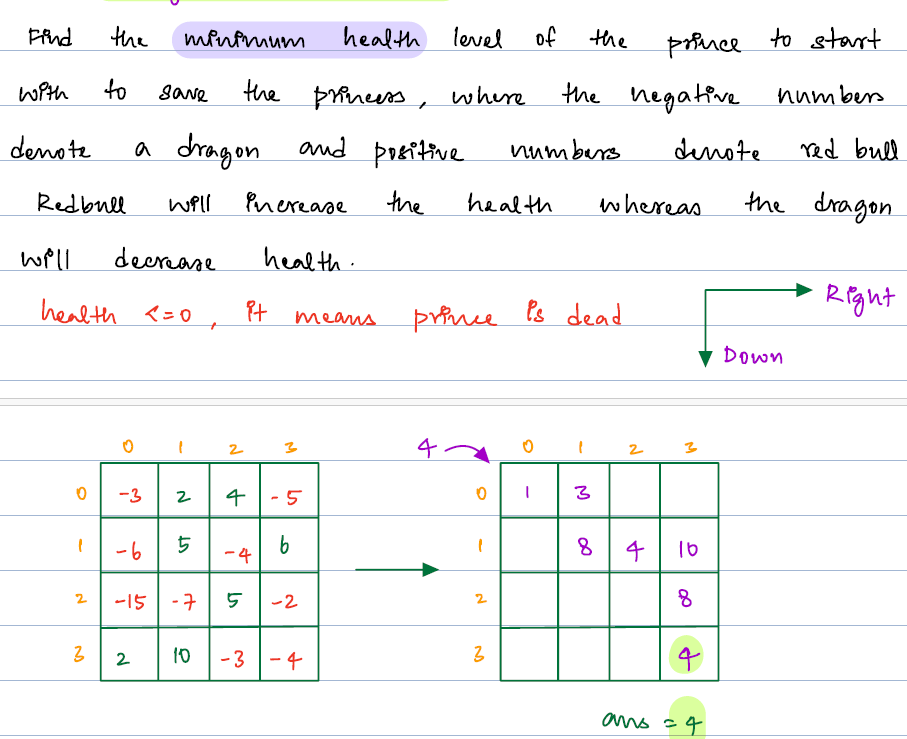 Find the minimum health level of the prince to start
with to save the princess, where the negative numbers
denote a dragon and positive numbers denote red bull
Redbull will increase the health whereas the dragon
will decrease health.
health <=0, it means prince is dead
Right
Down
0 1 2 3
4 0 1 2 3
0 -3 2 4 -5 0 1 3
1 -6 5 -4 6 1 8 4 10
2 -15 -7 5 -2 2 8
3 2 10 -3 -4 3 4
ans = 4